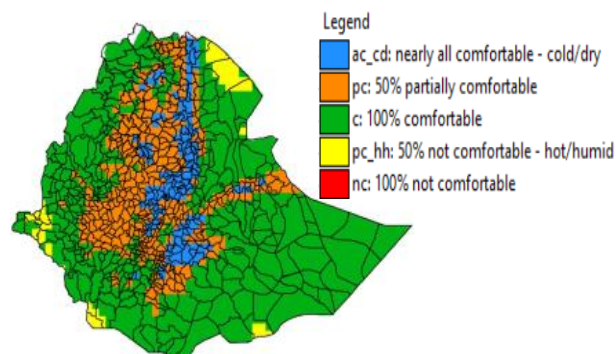 Legend
ac_cd: nearly all comfortable - cold/dry
pc: 50% partially comfortable
c: 100% comfortable
pc_hh: 50% not comfortable - hot/humid
nc: 100% not comfortable